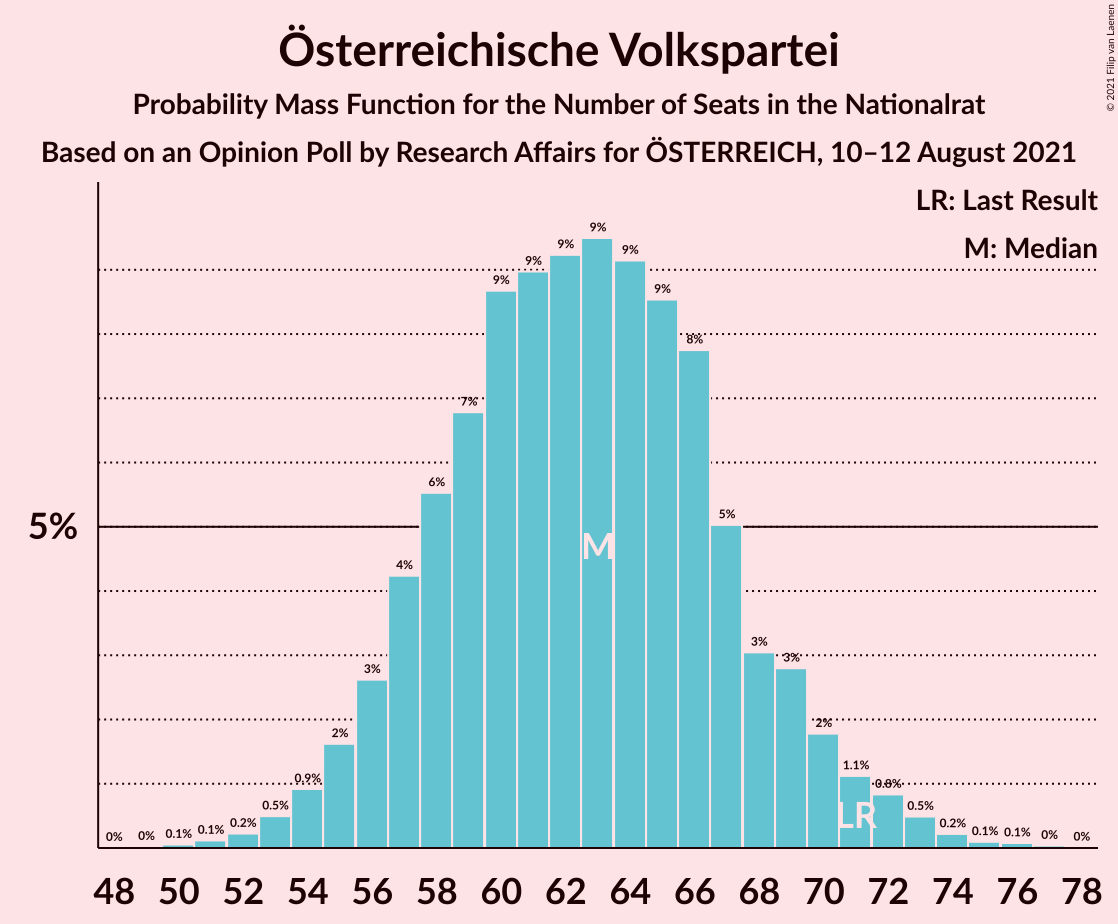 Österreichische Volkspartei
Probability Mass Function for the Number of Seats in the Nationalrat
Based on an Opinion Poll by Research Affairs for ÖSTERREICH, 10–12 August 2021
© 2021 Filip van Laenen
LR: Last Result
M: Median
5%
0% 0% 0.1% 0.1% 0.2% 0.5% 0.9% 2% 3% 4% 6% 7% 9% 9% 9% 9% 9% 9% 8% 5% 3% 3% 2% 1.1% 0.8% 0.5% 0.2% 0.1% 0.1% 0% 0%
M
LR
48 50 52 54 56 58 60 62 64 66 68 70 72 74 76 78